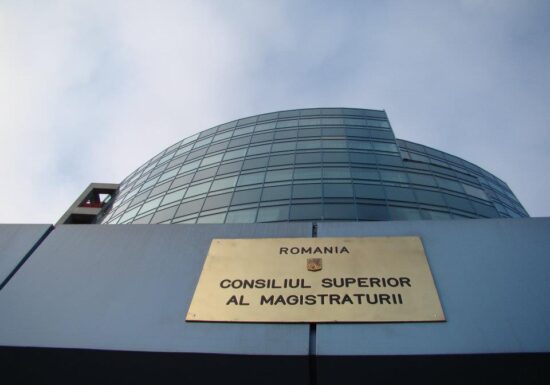 ROMANIA
CONSILIUL SUPERIOR
AL MAGISTRATURII